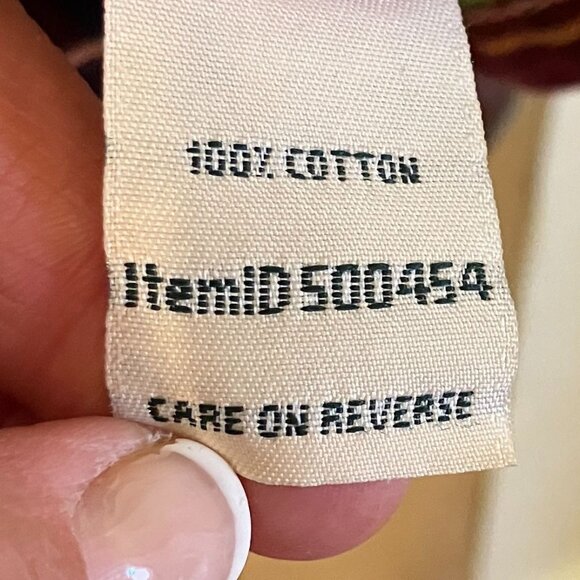 100% COTTON
ItemID 500454
CARE ON REVERSE